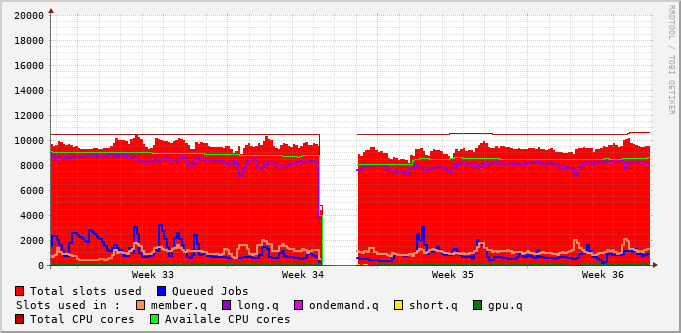 RRDTOOL / TOBI OETIKER
20000
18000
16000
14000
12000
10000
8000
6000
4000
2000
0
Week 33 Week 34 Week 35 Week 36
Total slots used Queued Jobs
Slots used in : member.q long.q ondemand.q short.q gpu.q
Total CPU cores Availale CPU cores